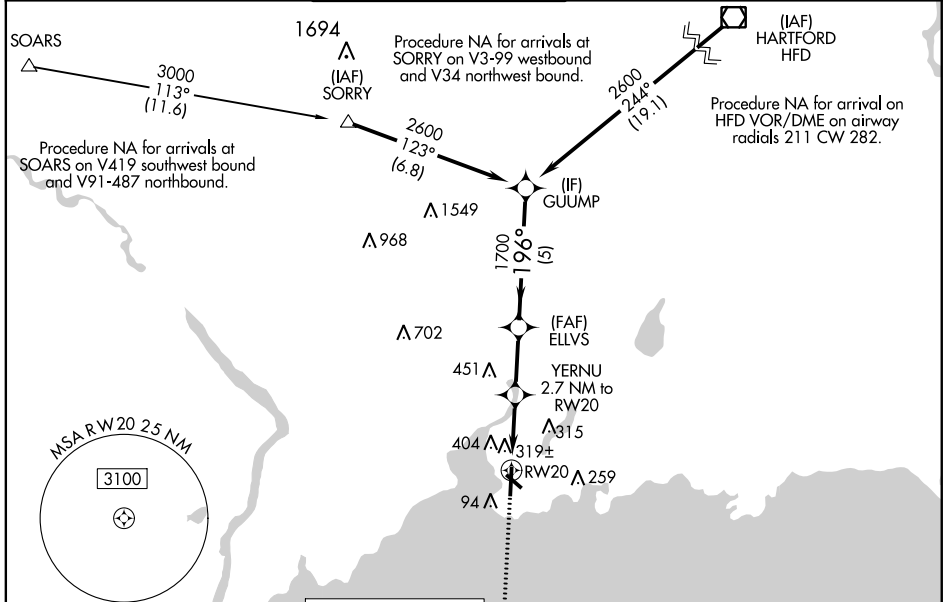 SOARS
3000
113°
(11.6)
Procedure NA for arrivals at
SOARS on V419 southwest bound
and V91-487 northbound.
1694
(IAF)
SORRY
Procedure NA for arrivals at
SORRY on V3-99 westbound
and V34 northwest bound.
2600
123°
(6.8)
(IAF)
HARTFORD
HFD
2600
244°
(19.1)
Procedure NA for arrival on
HFD VOR/DME on airway
radials 211 CW 282.
(IF)
GUUMP
1549
968
1700
196°
(5)
702
(FAF)
ELLVS
451
YERNU
2.7 NM to
RW20
315
404
319±
RW20
259
94
MSA RW20 25 NM
3100